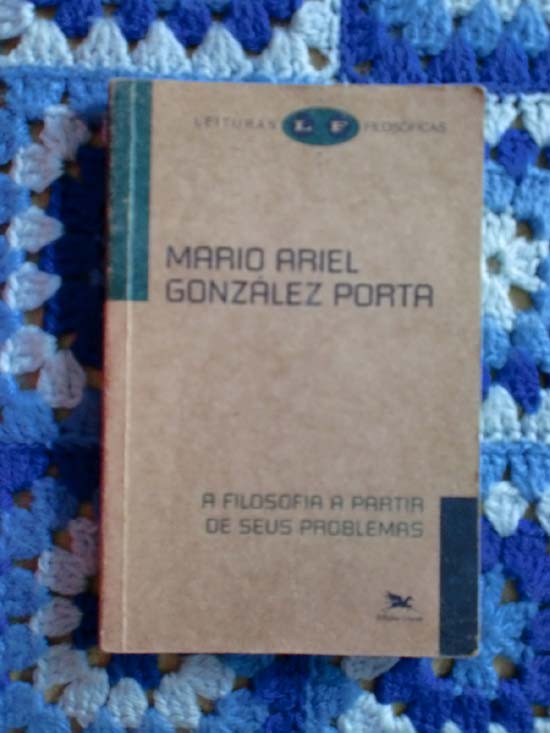 LEITURAS LF FILOSÓFICAS
MARIO ARIEL
GONZÁLEZ PORTA
A FILOSOFIA A PARTIR
DE SEUS PROBLEMAS